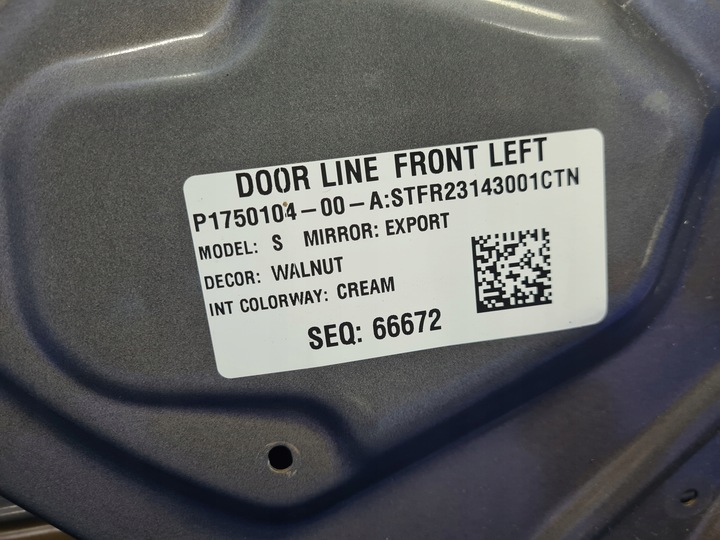 DOOR LINE FRONT LEFT
P1750104-00-A:STFR23143001CTN
MODEL: S MIRROR: EXPORT
DECOR: WALNUT
INT COLORWAY: CREAM
SEQ: 66672